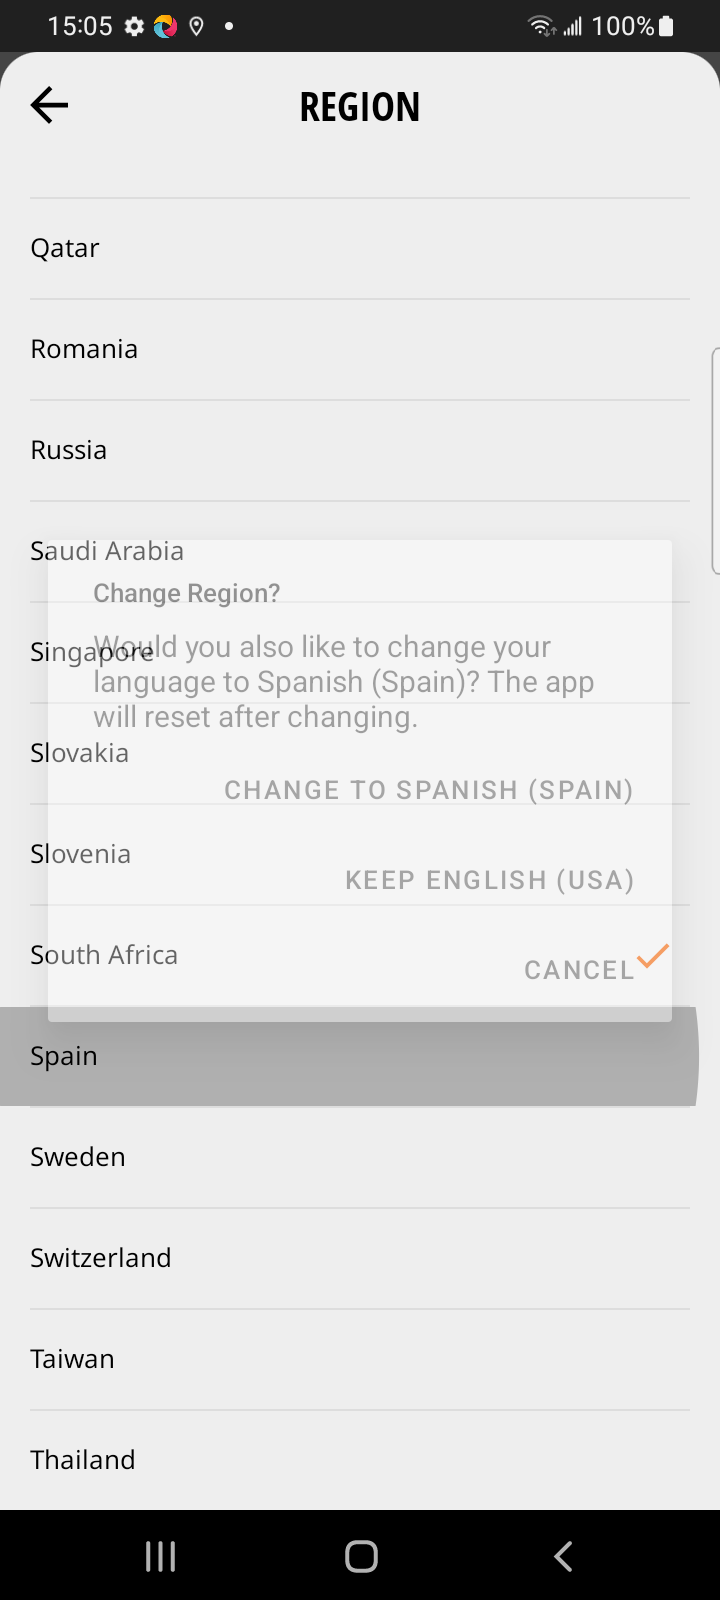 15:05
100%
REGION
Qatar
Romania
Russia
Saudi Arabia
Change Region?
Singapore
Would you also like to change your
language to Spanish (Spain)? The app
will reset after changing.
Slovakia
CHANGE TO SPANISH (SPAIN)
Slovenia
KEEP ENGLISH (USA)
South Africa
CANCEL
Spain
Sweden
Switzerland
Taiwan
Thailand